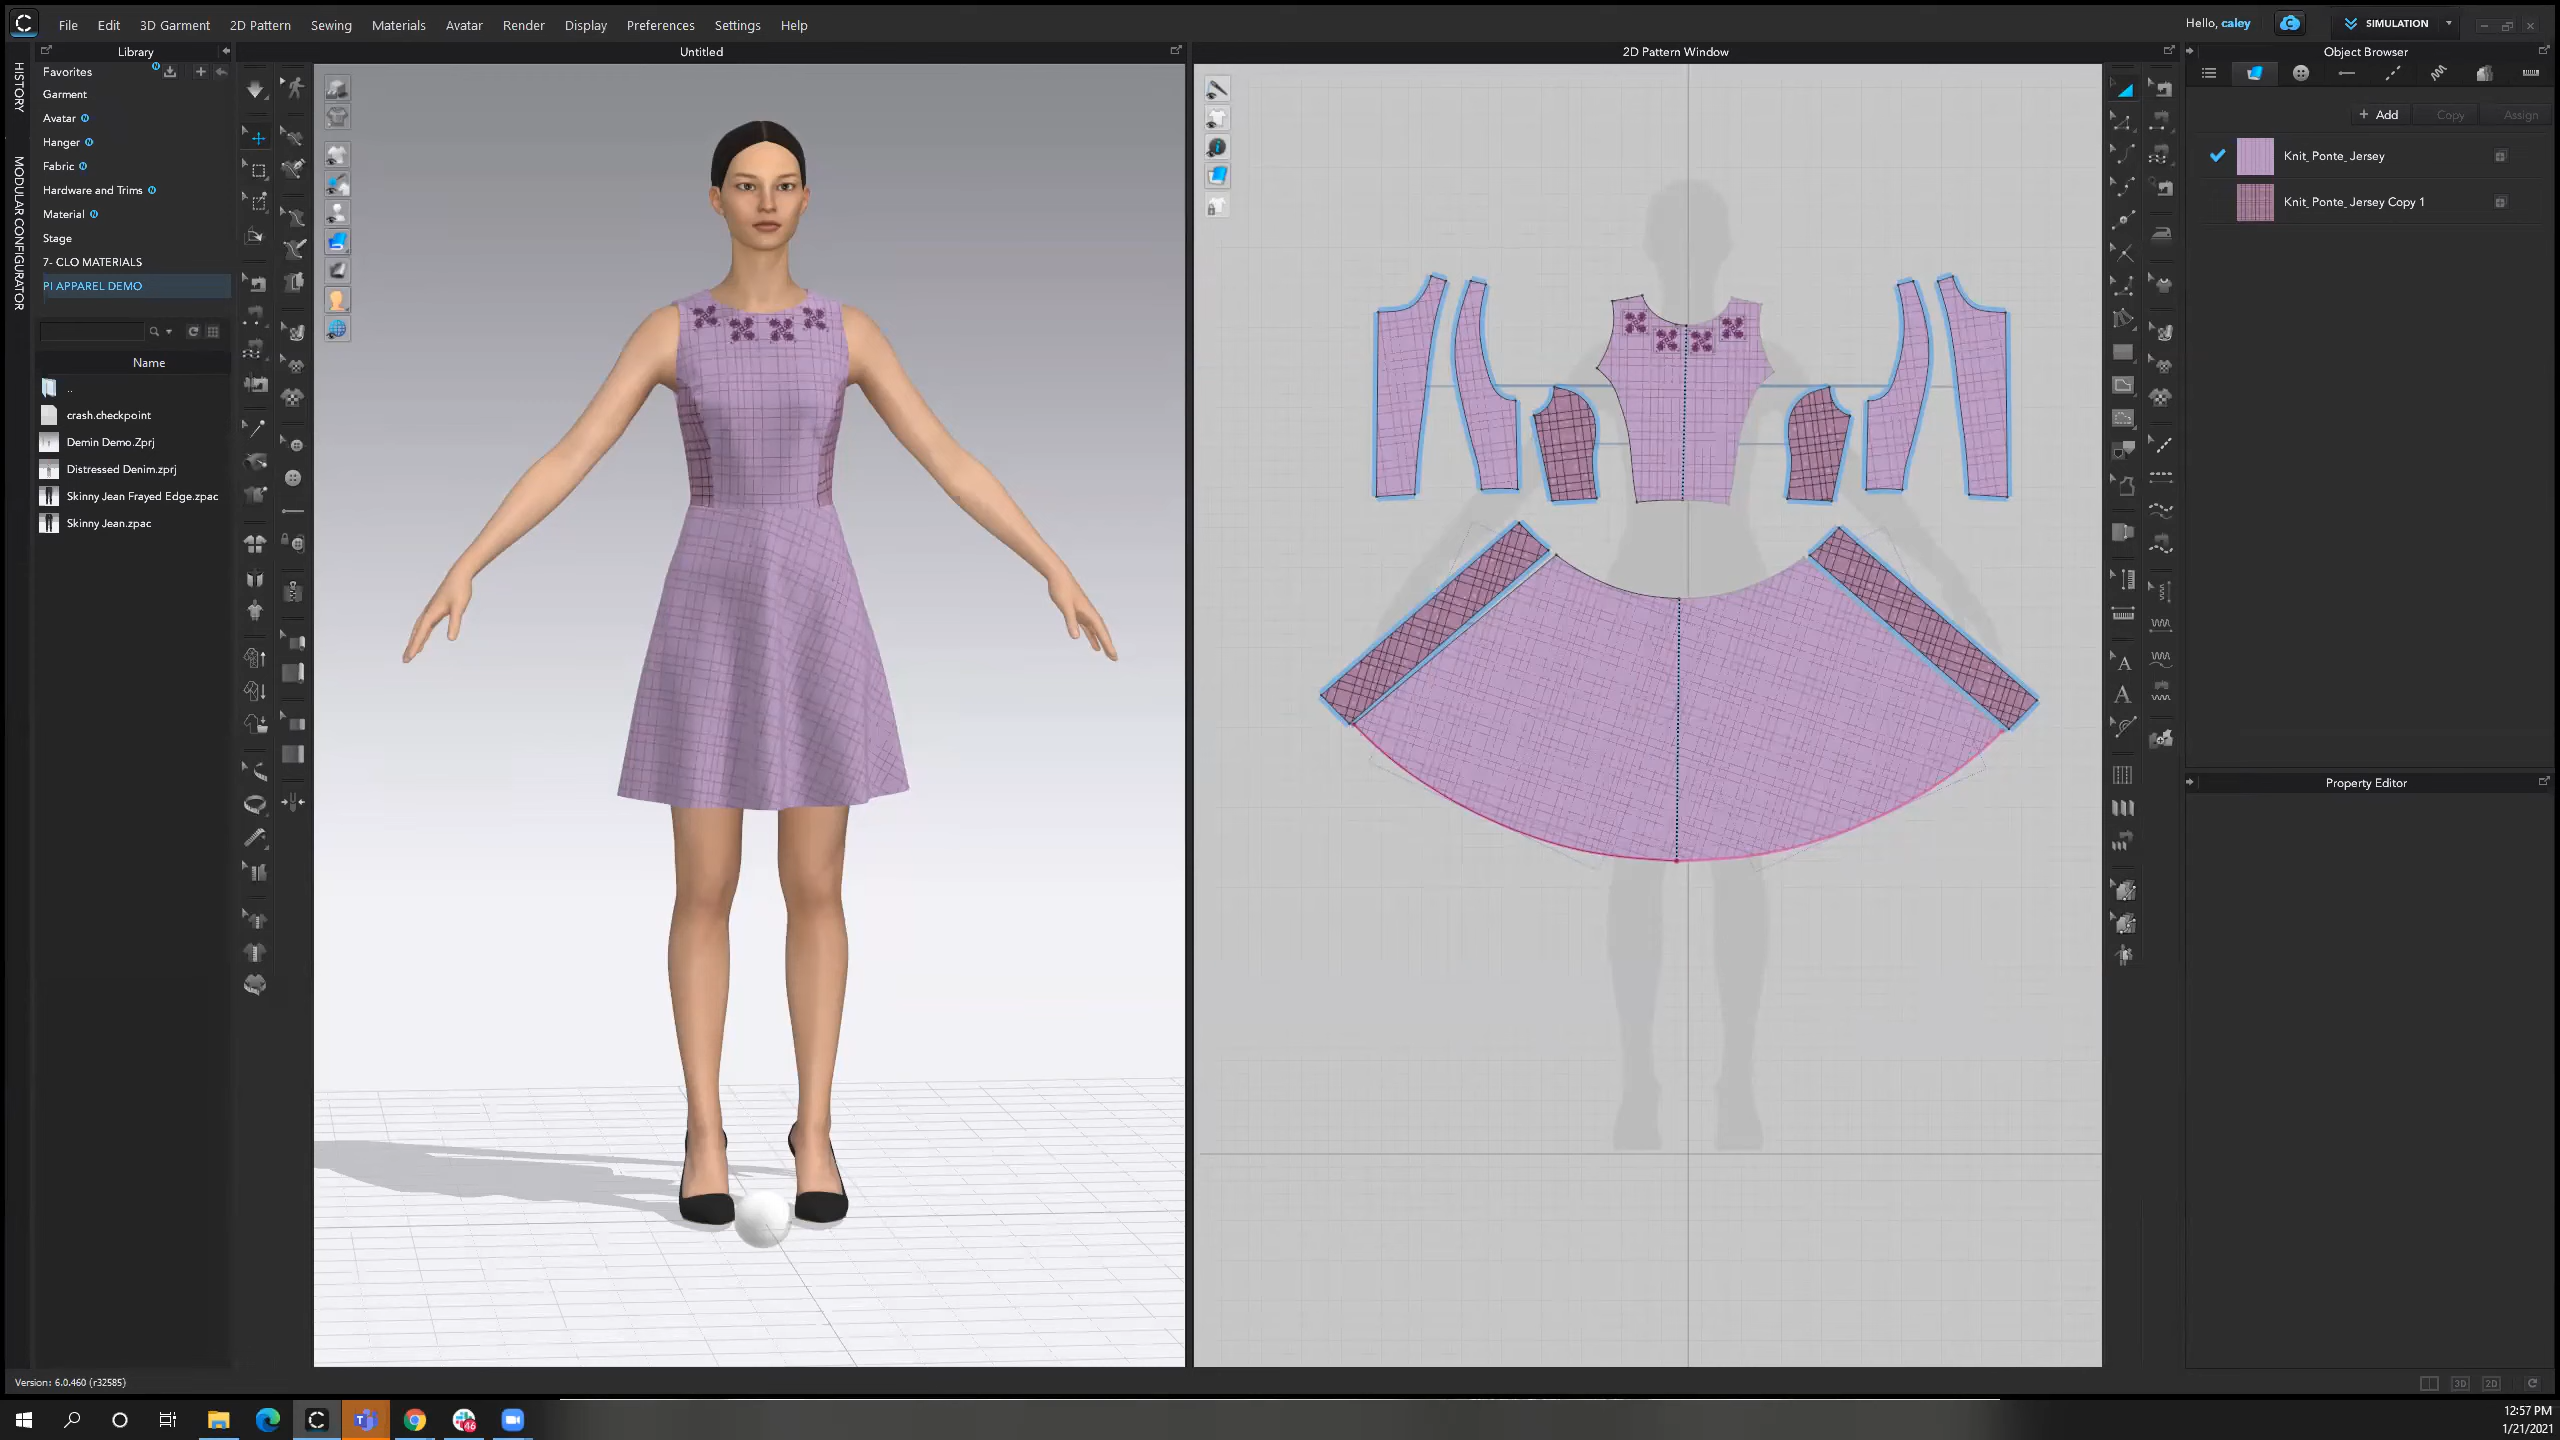 File Edit 3D Garment 2D Pattern Sewing Materials Avatar Render Display Preferences Settings Help
Hello, caley
SIMULATION
Library
Untitled
2D Pattern Window
Object Browser
HISTORY
MODULAR CONFIGURATOR
Favorites
Garment
Avatar
Hanger
Fabric
Hardware and Trims
Material
Stage
7- CLO MATERIALS
PI APPAREL DEMO
Name
..
crash.checkpoint
Demin Demo.Zprj
Distressed Denim.zprj
Skinny Jean Frayed Edge.zpac
Skinny Jean.zpac
+ Add Copy Assign
Knit_Ponte_Jersey
Knit_Ponte_Jersey Copy 1
Property Editor
Version: 6.0.460 (r32585)
3D 2D
46
12:57 PM
1/21/2021